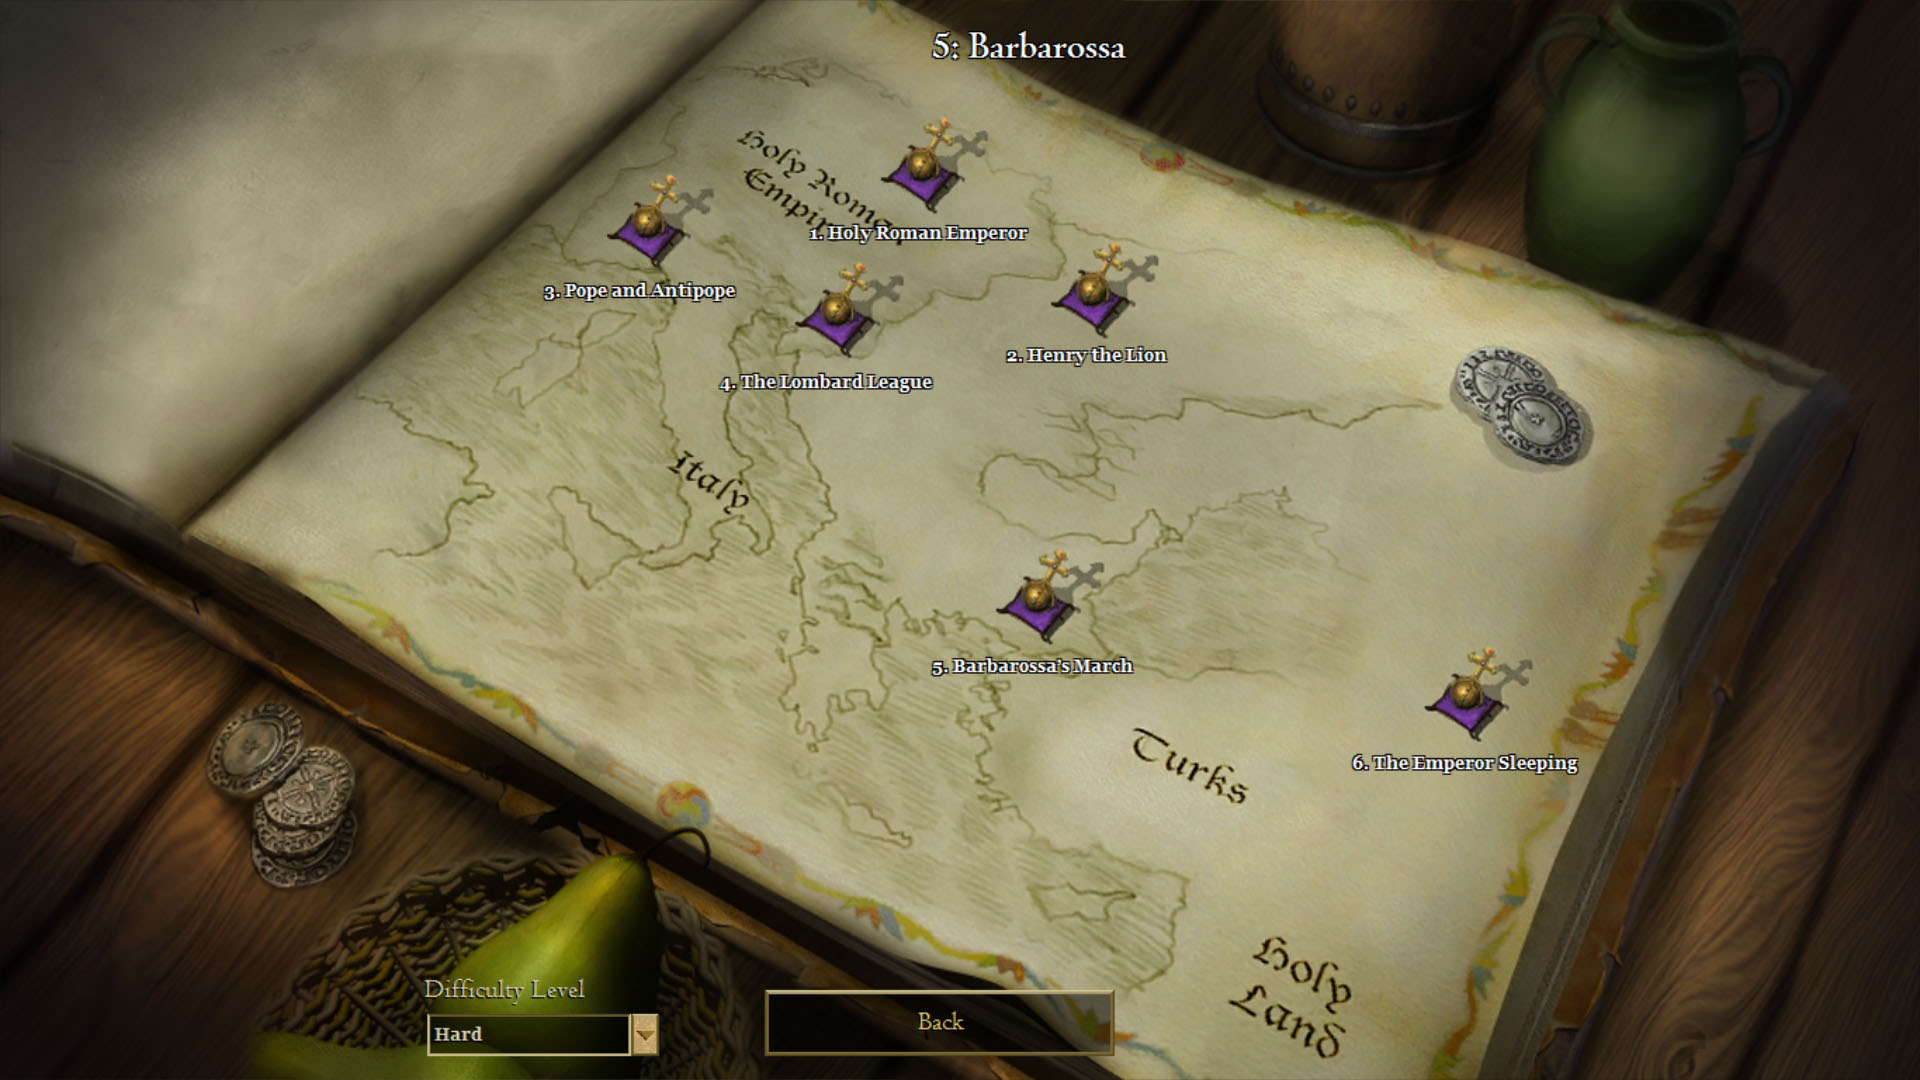 5: Barbarossa
Holy Roman
Empire
1. Holy Roman Emperor
3. Pope and Antipope
2. Henry the Lion
4. The Lombard League
Italy
5. Barbarossa's March
Turks
6. The Emperor Sleeping
Holy
Land
Difficulty Level
Hard
Back